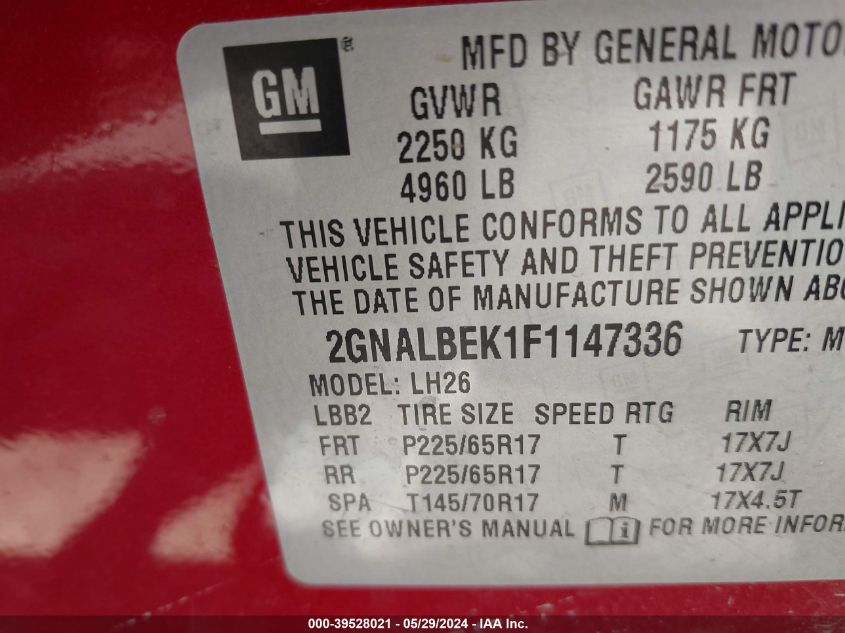 GM ®
MFD BY GENERAL MOTO
GVWR GAWR FRT
2250 KG 1175 KG
4960 LB 2590 LB
THIS VEHICLE CONFORMS TO ALL APPLI
VEHICLE SAFETY AND THEFT PREVENTIO
THE DATE OF MANUFACTURE SHOWN ABO
2GNALBEK1F1147336 TYPE: M
MODEL: LH26
LBB2 TIRE SIZE SPEED RTG RIM
FRT P225/65R17 T 17X7J
RR P225/65R17 T 17X7J
SPA T145/70R17 M 17X4.5T
SEE OWNER'S MANUAL i FOR MORE INFOR
000-39528021 - 05/29/2024 - IAA Inc.